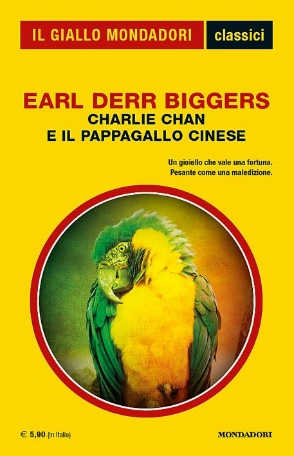 IL GIALLO MONDADORI classici
EARL DERR BIGGERS
CHARLIE CHAN
E IL PAPPAGALLO CINESE
Un gioiello che vale una fortuna.
Pesante come una maledizione.
€ 5,90 (in Italia)
MONDADORI